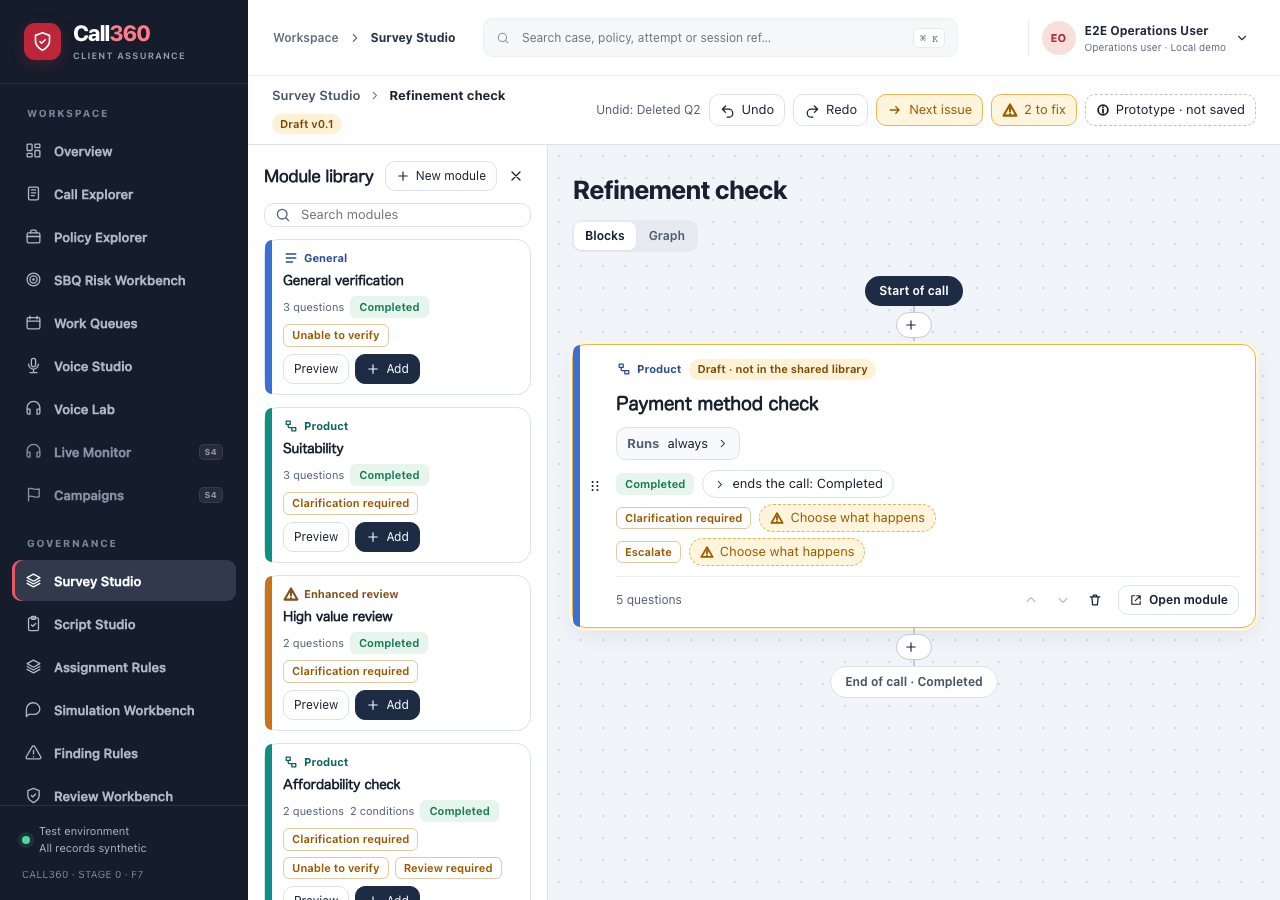 Call360
CLIENT ASSURANCE
WORKSPACE
Overview
Call Explorer
Policy Explorer
SBQ Risk Workbench
Work Queues
Voice Studio
Voice Lab
Live Monitor S4
Campaigns S4
GOVERNANCE
Survey Studio
Script Studio
Assignment Rules
Simulation Workbench
Finding Rules
Review Workbench
Test environment
All records synthetic
CALL360 · STAGE 0 · F7
Workspace > Survey Studio
Search case, policy, attempt or session ref...
⌘ K
EO
E2E Operations User
Operations user · Local demo
Survey Studio > Refinement check
Draft v0.1
Undid: Deleted Q2
Undo
Redo
Next issue
2 to fix
Prototype · not saved
Module library
+ New module
Search modules
General
General verification
3 questions Completed
Unable to verify
Preview + Add
Product
Suitability
3 questions Completed
Clarification required
Preview + Add
Enhanced review
High value review
2 questions Completed
Clarification required
Preview + Add
Product
Affordability check
2 questions 2 conditions Completed
Clarification required
Unable to verify Review required
Preview + Add
Refinement check
Blocks Graph
Start of call
+
Product Draft · not in the shared library
Payment method check
Runs always >
Completed > ends the call: Completed
Clarification required Choose what happens
Escalate Choose what happens
5 questions
Open module
+
End of call · Completed